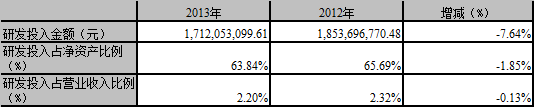 2013年 2012年 增减（%）
研发投入金额（元） 1,712,053,099.61 1,853,696,770.48 -7.64%
研发投入占净资产比例
（%） 63.84% 65.69% -1.85%
研发投入占营业收入比例
（%） 2.20% 2.32% -0.13%